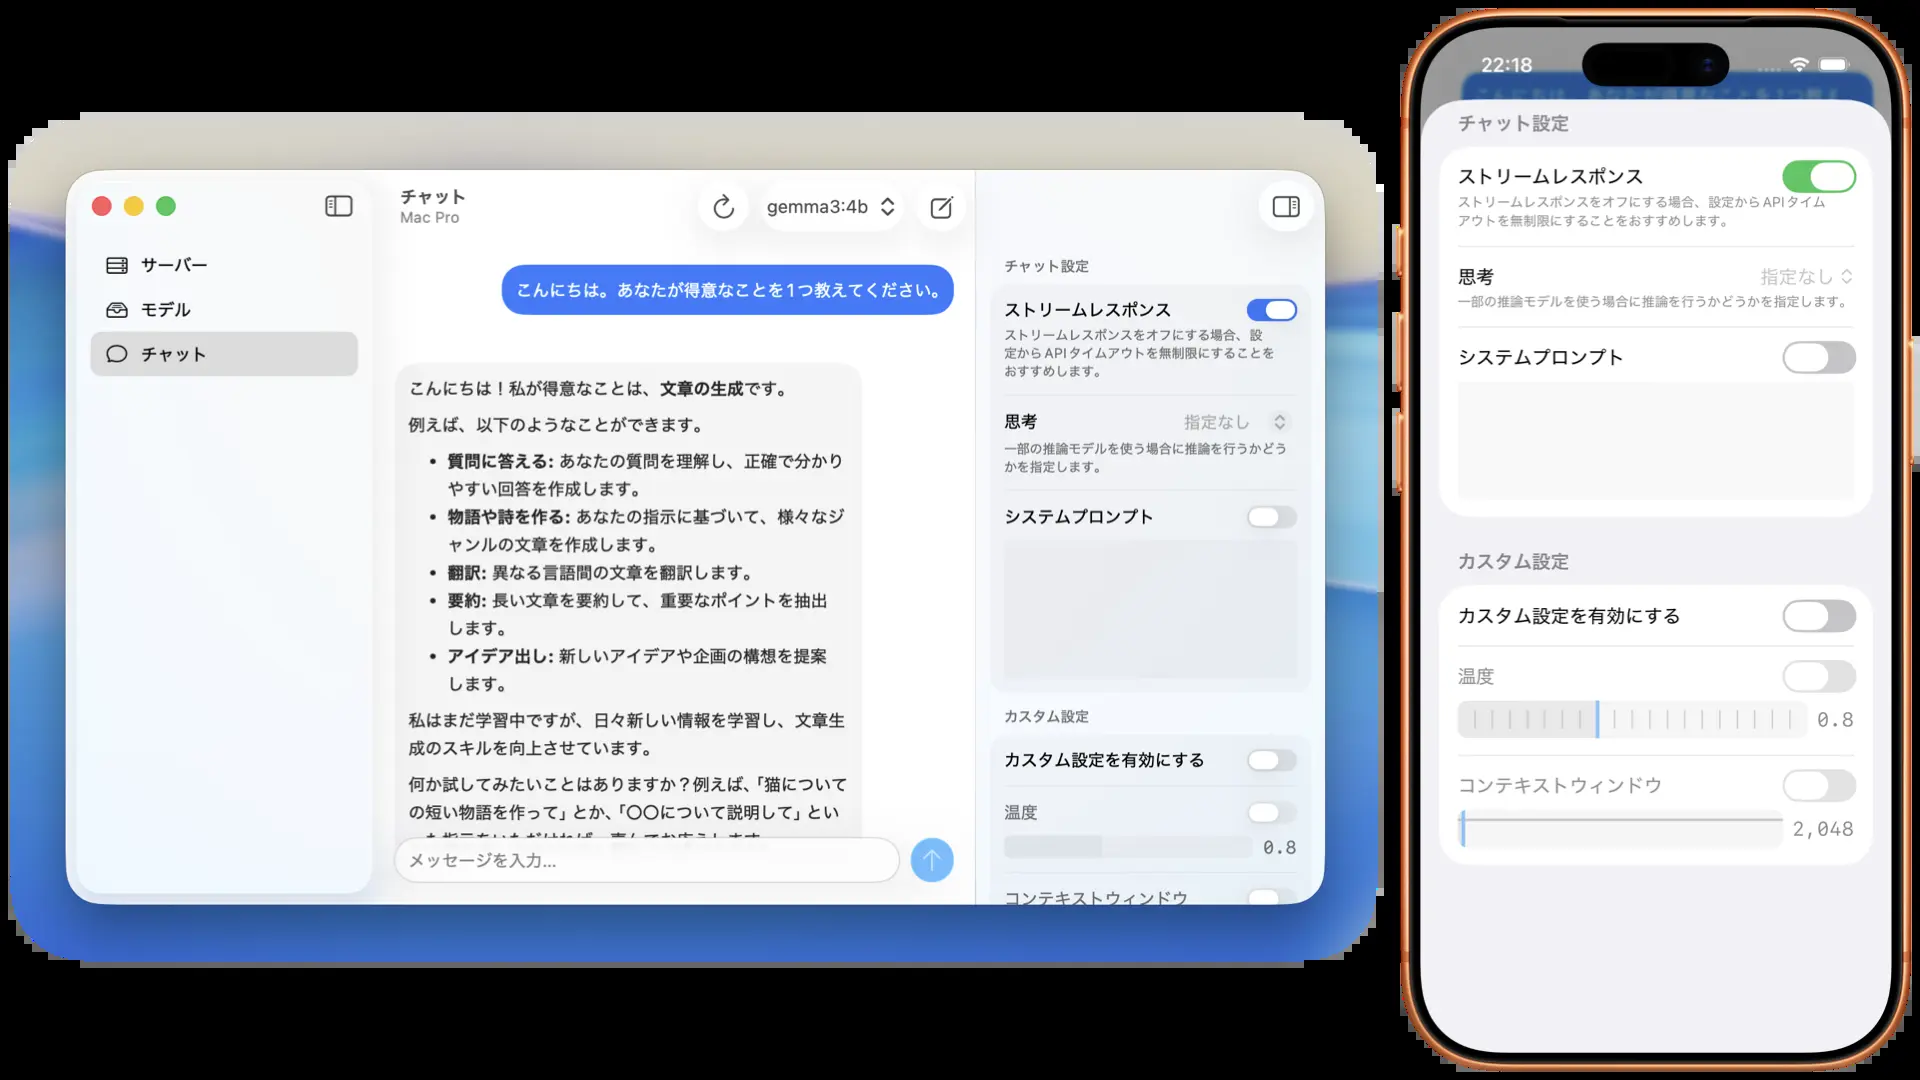 チャット
Mac Pro
gemma3:4b
サーバー
モデル
チャット
こんにちは。あなたが得意なことを1つ教えてください。
こんにちは！私が得意なことは、文章の生成です。
例えば、以下のようなことができます。
• 質問に答える: あなたの質問を理解し、正確で分かり
やすい回答を作成します。
• 物語や詩を作る: あなたの指示に基づいて、様々なジ
ャンルの文章を作成します。
• 翻訳: 異なる言語間の文章を翻訳します。
• 要約: 長い文章を要約して、重要なポイントを抽出
します。
• アイデア出し: 新しいアイデアや企画の構想を提案
します。
私はまだ学習中ですが、日々新しい情報を学習し、文章生
成のスキルを向上させています。
何か試してみたいことはありますか？例えば、「猫について
の短い物語を作って」とか、「〇〇について説明して」とい
メッセージを入力...
チャット設定
ストリームレスポンス
ストリームレスポンスをオフにする場合、設
定からAPIタイムアウトを無制限にすることを
おすすめします。
思考
指定なし
一部の推論モデルを使う場合に推論を行うかどう
かを指定します。
システムプロンプト
カスタム設定
カスタム設定を有効にする
温度
0.8
コンテキストウィンドウ
22:18
チャット設定
ストリームレスポンス
ストリームレスポンスをオフにする場合、設定からAPIタイム
アウトを無制限にすることをおすすめします。
思考
指定なし
一部の推論モデルを使う場合に推論を行うかどうかを指定します。
システムプロンプト
カスタム設定
カスタム設定を有効にする
温度
0.8
コンテキストウィンドウ
2,048